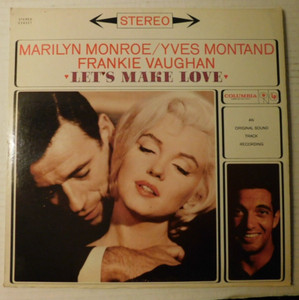 STEREO
MARILYN MONROE/YVES MONTAND
FRANKIE VAUGHAN
LET'S MAKE LOVE
COLUMBIA
AN
ORIGINAL SOUND
TRACK
RECORDING